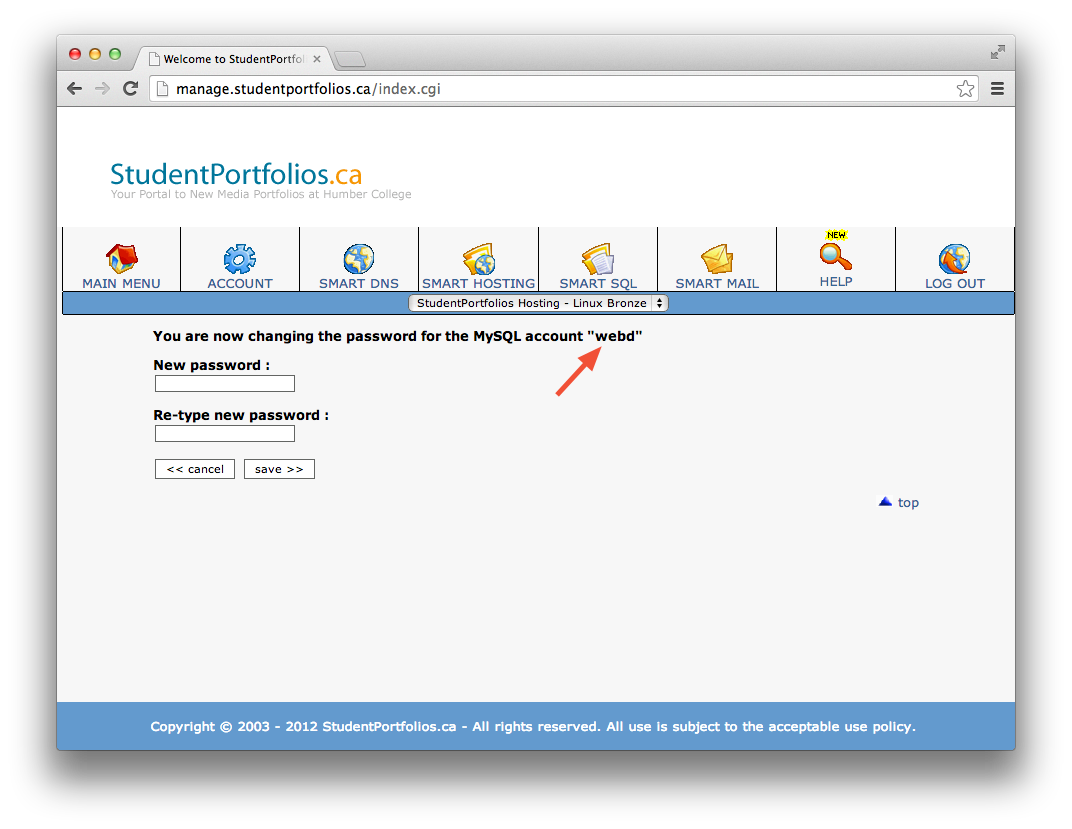 Welcome to StudentPortfol
manage.studentportfolios.ca/index.cgi
StudentPortfolios.ca
Your Portal to New Media Portfolios at Humber College
NEW
MAIN MENU ACCOUNT SMART DNS SMART HOSTING SMART SQL SMART MAIL HELP LOG OUT
StudentPortfolios Hosting - Linux Bronze
You are now changing the password for the MySQL account "webd"
New password :
Re-type new password :
<< cancel save >>
top
Copyright © 2003 - 2012 StudentPortfolios.ca - All rights reserved. All use is subject to the acceptable use policy.